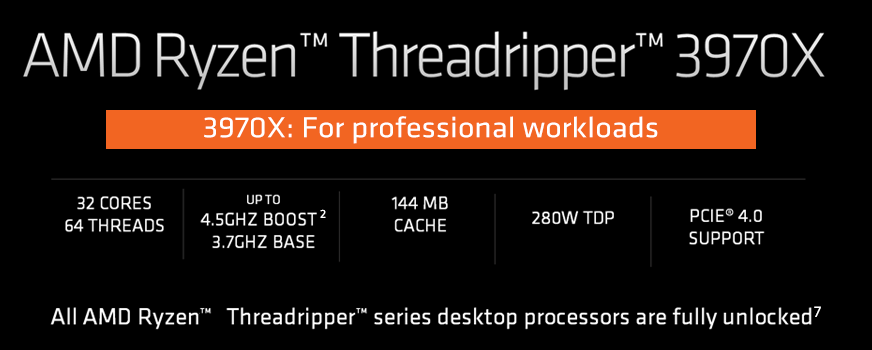 AMD Ryzen™ Threadripper™ 3970X
3970X: For professional workloads
32 CORES
64 THREADS
UP TO
4.5GHZ BOOST²
3.7GHZ BASE
144 MB
CACHE
280W TDP
PCIE® 4.0
SUPPORT
All AMD Ryzen™ Threadripper™ series desktop processors are fully unlocked⁷